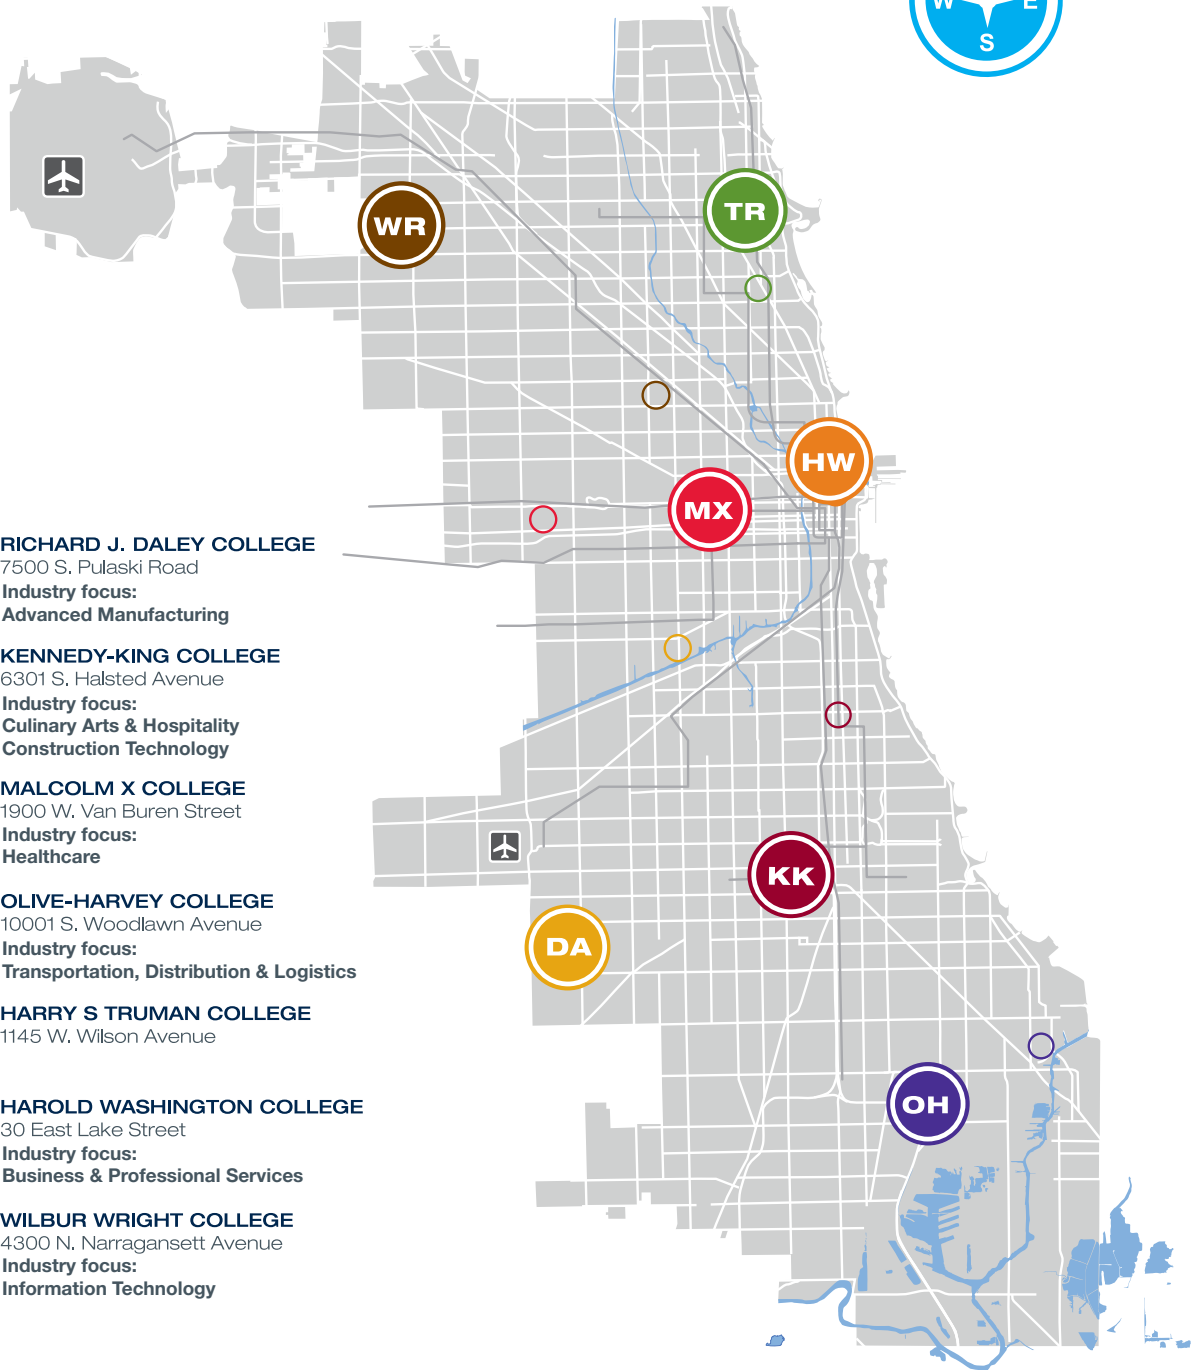 W
E
S
WR
TR
HW
MX
KK
DA
OH
RICHARD J. DALEY COLLEGE
7500 S. Pulaski Road
Industry focus:
Advanced Manufacturing
KENNEDY-KING COLLEGE
6301 S. Halsted Avenue
Industry focus:
Culinary Arts & Hospitality
Construction Technology
MALCOLM X COLLEGE
1900 W. Van Buren Street
Industry focus:
Healthcare
OLIVE-HARVEY COLLEGE
10001 S. Woodlawn Avenue
Industry focus:
Transportation, Distribution & Logistics
HARRY S TRUMAN COLLEGE
1145 W. Wilson Avenue
HAROLD WASHINGTON COLLEGE
30 East Lake Street
Industry focus:
Business & Professional Services
WILBUR WRIGHT COLLEGE
4300 N. Narragansett Avenue
Industry focus:
Information Technology